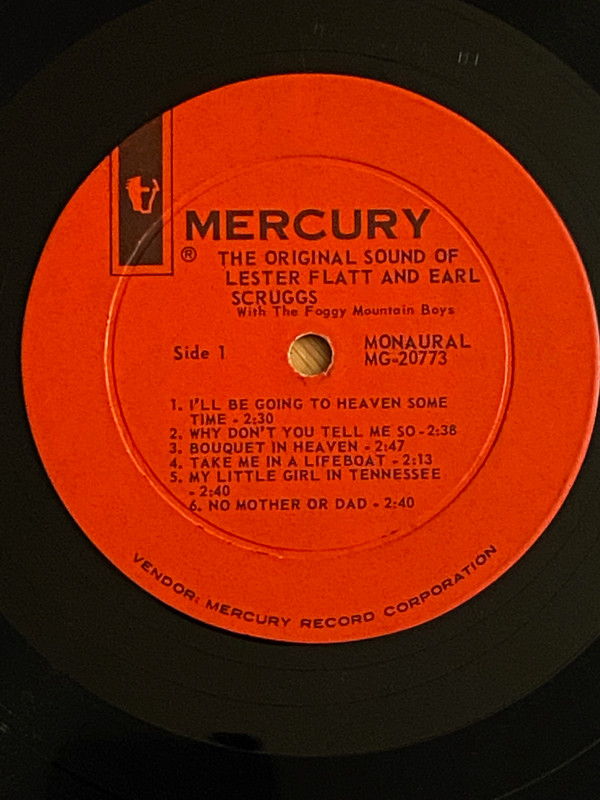 MERCURY
®
THE ORIGINAL SOUND OF
LESTER FLATT AND EARL
SCRUGGS
With The Foggy Mountain Boys
Side 1
MONAURAL
MG-20773
1. I'LL BE GOING TO HEAVEN SOME
TIME - 2:30
2. WHY DON'T YOU TELL ME SO - 2:38
3. BOUQUET IN HEAVEN - 2:47
4. TAKE ME IN A LIFEBOAT - 2:13
5. MY LITTLE GIRL IN TENNESSEE
- 2:40
6. NO MOTHER OR DAD - 2:40
VENDOR: MERCURY RECORD CORPORATION